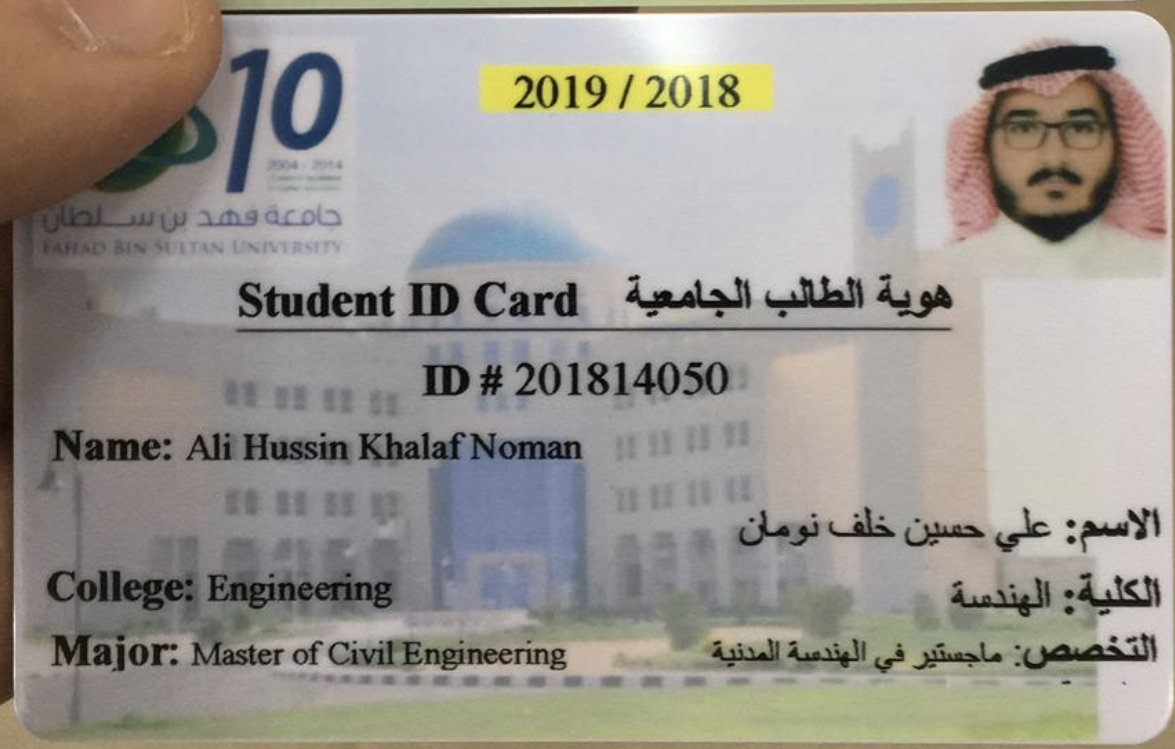 10
2019 / 2018
2004 - 2014
جامعة فهد بن سلطان
FAHAD BIN SULTAN UNIVERSITY
Student ID Card هوية الطالب الجامعية
ID # 201814050
Name: Ali Hussin Khalaf Noman
الاسم: علي حسين خلف نومان
College: Engineering الكلية: الهندسة
Major: Master of Civil Engineering التخصص: ماجستير في الهندسة المدنية